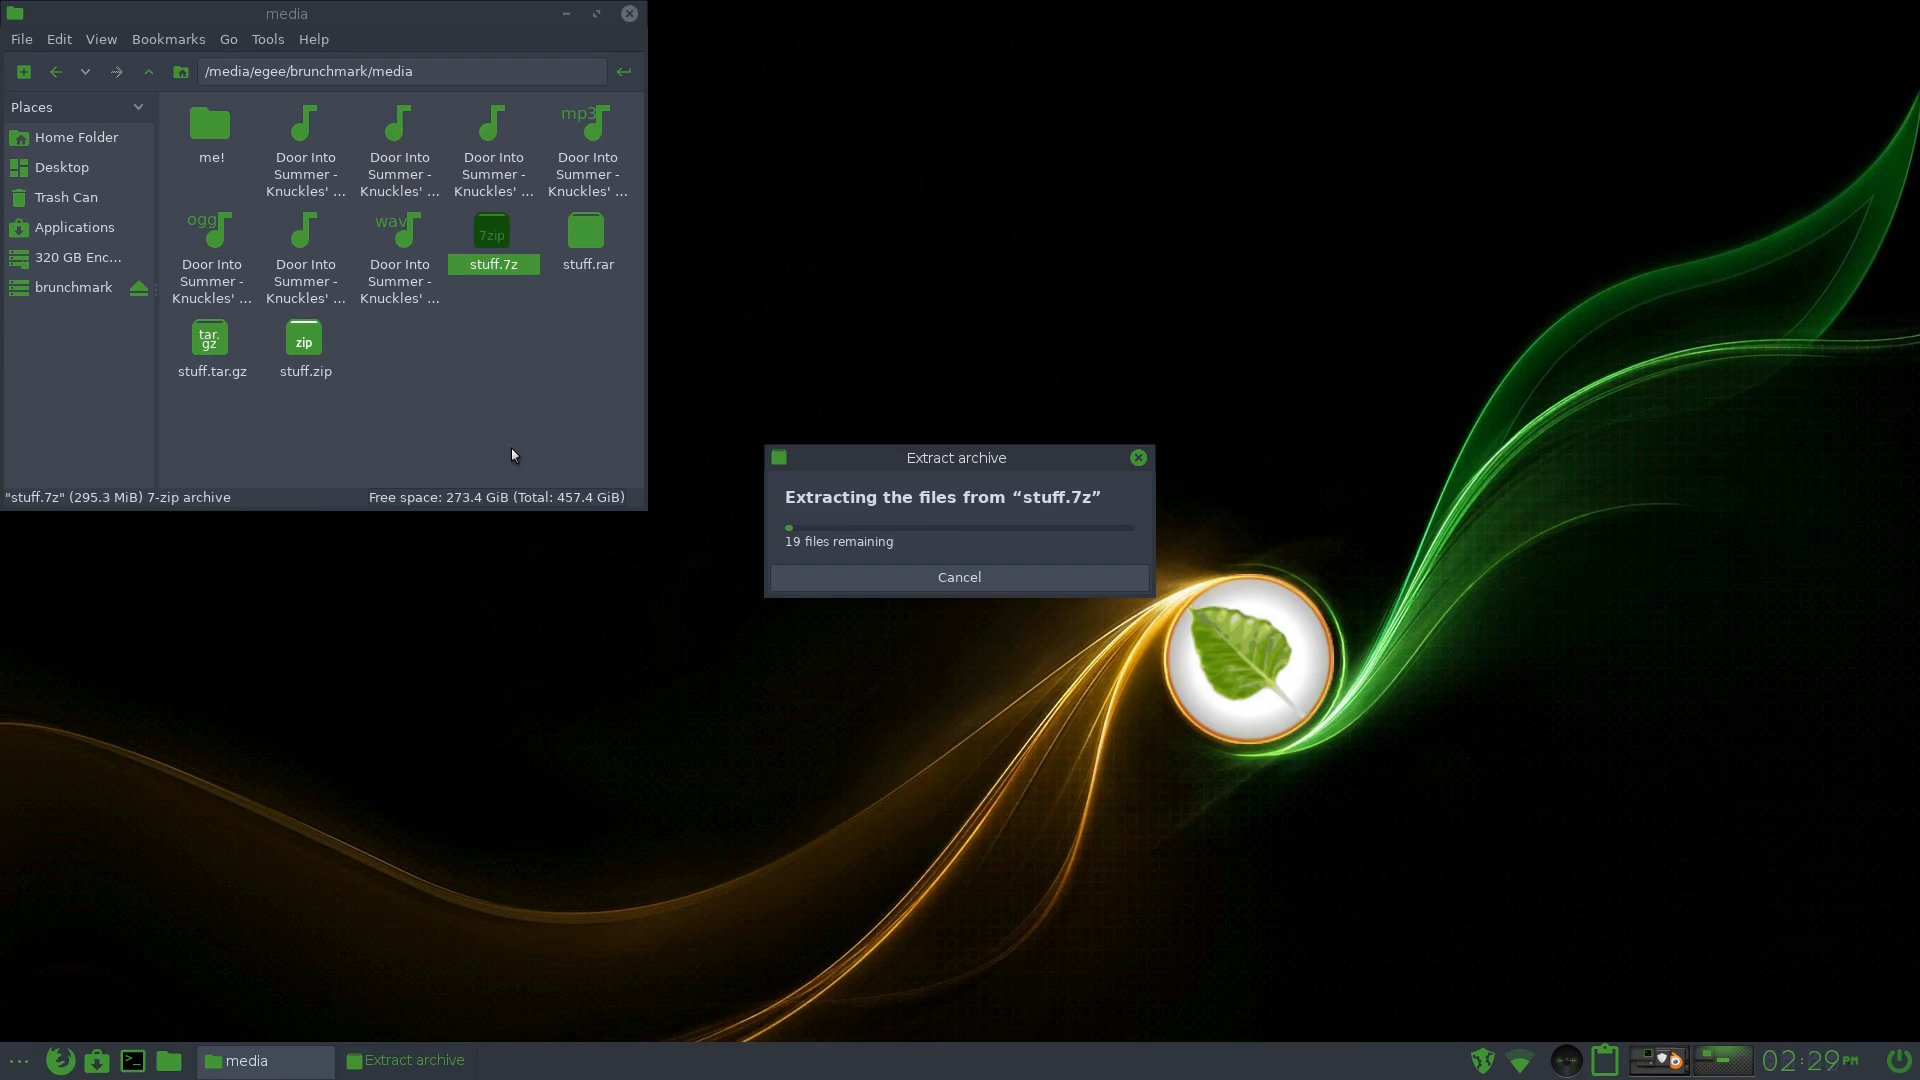 media
File Edit View Bookmarks Go Tools Help
/media/egee/brunchmark/media
Places
Home Folder
Desktop
Trash Can
Applications
320 GB Enc...
brunchmark
me!
Door Into
Summer -
Knuckles' ...
Door Into
Summer -
Knuckles' ...
Door Into
Summer -
Knuckles' ...
mp3
Door Into
Summer -
Knuckles' ...
ogg
Door Into
Summer -
Knuckles' ...
Door Into
Summer -
Knuckles' ...
wav
Door Into
Summer -
Knuckles' ...
7zip
stuff.7z
stuff.rar
tar.
gz
stuff.tar.gz
zip
stuff.zip
"stuff.7z" (295.3 MiB) 7-zip archive
Free space: 273.4 GiB (Total: 457.4 GiB)
Extract archive
Extracting the files from “stuff.7z”
19 files remaining
Cancel
media
Extract archive
02:29 PM